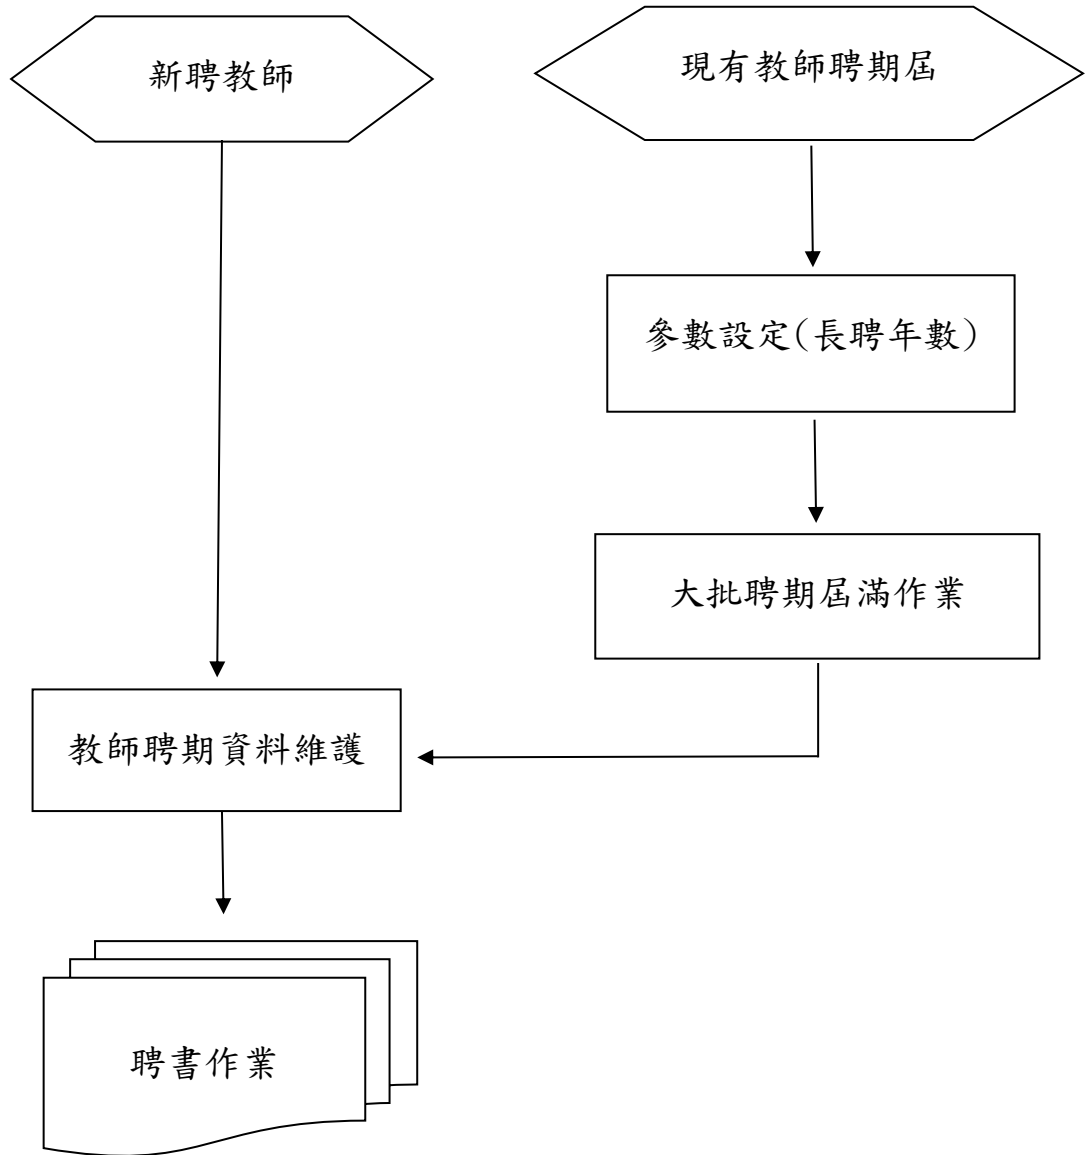 新聘教師
現有教師聘期屆
參數設定(長聘年數)
大批聘期屆滿作業
教師聘期資料維護
聘書作業